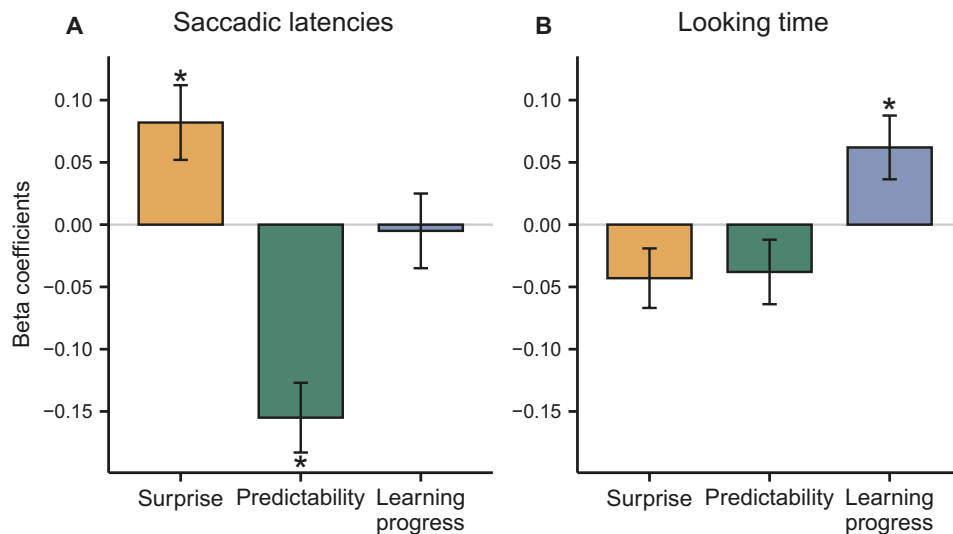 A Saccadic latencies
*
0.10
0.05
0.00
−0.05
−0.10
−0.15
*
Beta coefficients
Surprise Predictability Learning
progress
B Looking time
*
0.10
0.05
0.00
−0.05
−0.10
−0.15
Surprise Predictability Learning
progress